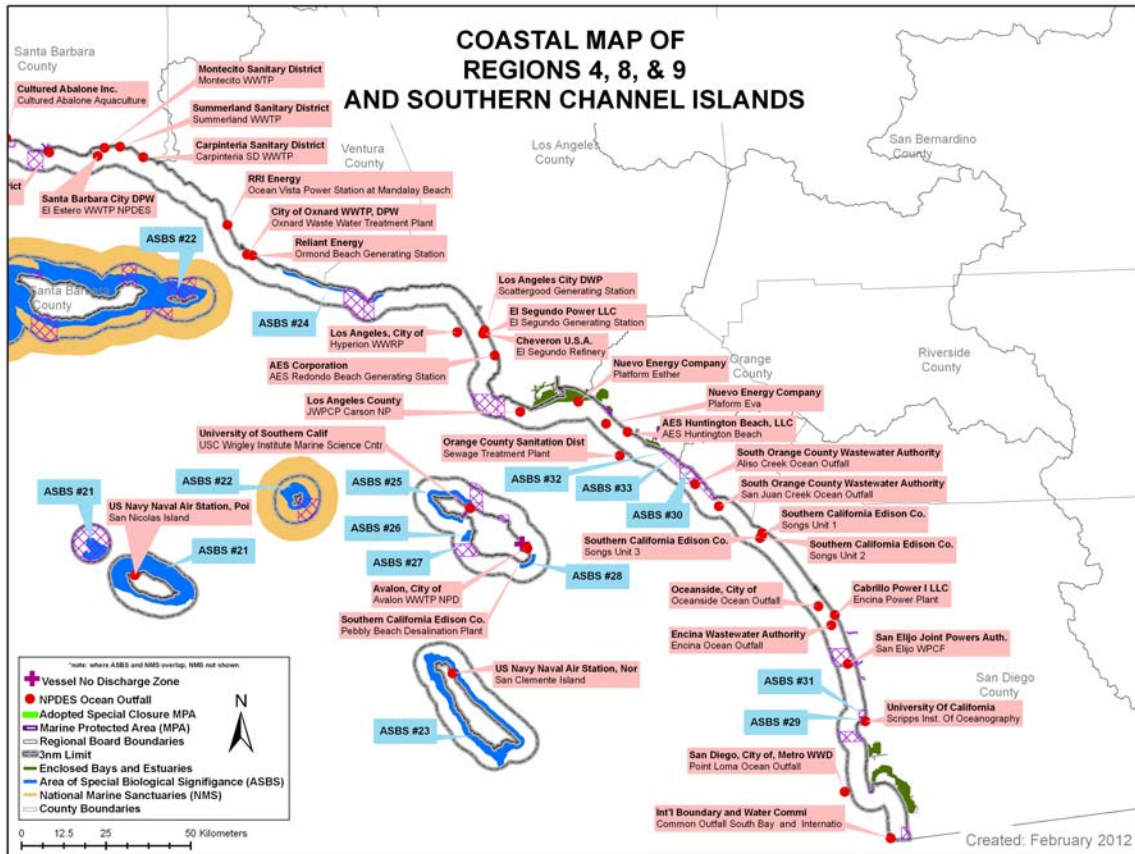 COASTAL MAP OF
REGIONS 4, 8, & 9
AND SOUTHERN CHANNEL ISLANDS
Santa Barbara
County
Cultured Abalone Inc.
Cultured Abalone Aquaculture
Montecito Sanitary District
Montecito WWTP
Summerland Sanitary District
Summerland WWTP
Carpinteria Sanitary District
Carpinteria SD WWTP
rict
Santa Barbara City DPW
El Estero WWTP NPDES
Ventura
County
Los Angeles
County
San Bernardino
County
RRI Energy
Ocean Vista Power Station at Mandalay Beach
City of Oxnard WWTP, DPW
Oxnard Waste Water Treatment Plant
Reliant Energy
Ormond Beach Generating Station
ASBS #22
Santa Barbara
County
ASBS #24
Los Angeles City DWP
Scattergood Generating Station
El Segundo Power LLC
El Segundo Generating Station
Los Angeles, City of
Hyperion WWRP
Cheveron U.S.A.
El Segundo Refinery
AES Corporation
AES Redondo Beach Generating Station
Nuevo Energy Company
Platform Esther
Orange
County
Riverside
County
Los Angeles County
JWPCP Carson NP
Nuevo Energy Company
Plaform Eva
AES Huntington Beach, LLC
AES Huntington Beach
University of Southern Calif
USC Wrigley Institute Marine Science Cntr
Orange County Sanitation Dist
Sewage Treatment Plant
South Orange County Wastewater Authority
Aliso Creek Ocean Outfall
ASBS #32
ASBS #33
ASBS #30
South Orange County Wastewater Authority
San Juan Creek Ocean Outfall
ASBS #21
ASBS #22
ASBS #25
US Navy Naval Air Station, Poi
San Nicolas Island
ASBS #21
ASBS #26
ASBS #27
ASBS #28
Southern California Edison Co.
Songs Unit 1
Southern California Edison Co.
Songs Unit 3
Southern California Edison Co.
Songs Unit 2
Avalon, City of
Avalon WWTP NPD
Southern California Edison Co.
Pebbly Beach Desalination Plant
Oceanside, City of
Oceanside Ocean Outfall
Cabrillo Power I LLC
Encina Power Plant
Encina Wastewater Authority
Encina Ocean Outfall
San Elijo Joint Powers Auth.
San Elijo WPCF
US Navy Naval Air Station, Nor
San Clemente Island
San Diego
County
ASBS #31
ASBS #29
University Of California
Scripps Inst. Of Oceanography
ASBS #23
San Diego, City of, Metro WWD
Point Loma Ocean Outfall
Int'l Boundary and Water Commi
Common Outfall South Bay and Internatio
*note: where ASBS and NMS overlap, NMS not shown
Vessel No Discharge Zone
NPDES Ocean Outfall
Adopted Special Closure MPA
Marine Protected Area (MPA)
Regional Board Boundaries
3nm Limit
Enclosed Bays and Estuaries
Area of Special Biological Signifigance (ASBS)
National Marine Sanctuaries (NMS)
County Boundaries
N
0 12.5 25 50 Kilometers
Created: February 2012